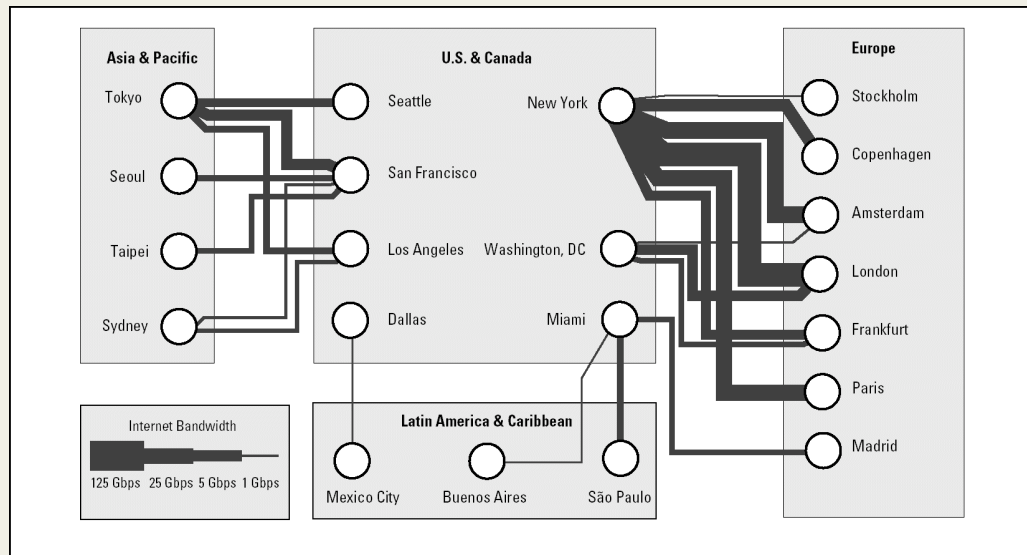 Asia & Pacific
Tokyo
Seoul
Taipei
Sydney
U.S. & Canada
Seattle
San Francisco
Los Angeles
Dallas
New York
Washington, DC
Miami
Europe
Stockholm
Copenhagen
Amsterdam
London
Frankfurt
Paris
Madrid
Latin America & Caribbean
Mexico City
Buenos Aires
São Paulo
Internet Bandwidth
125 Gbps 25 Gbps 5 Gbps 1 Gbps